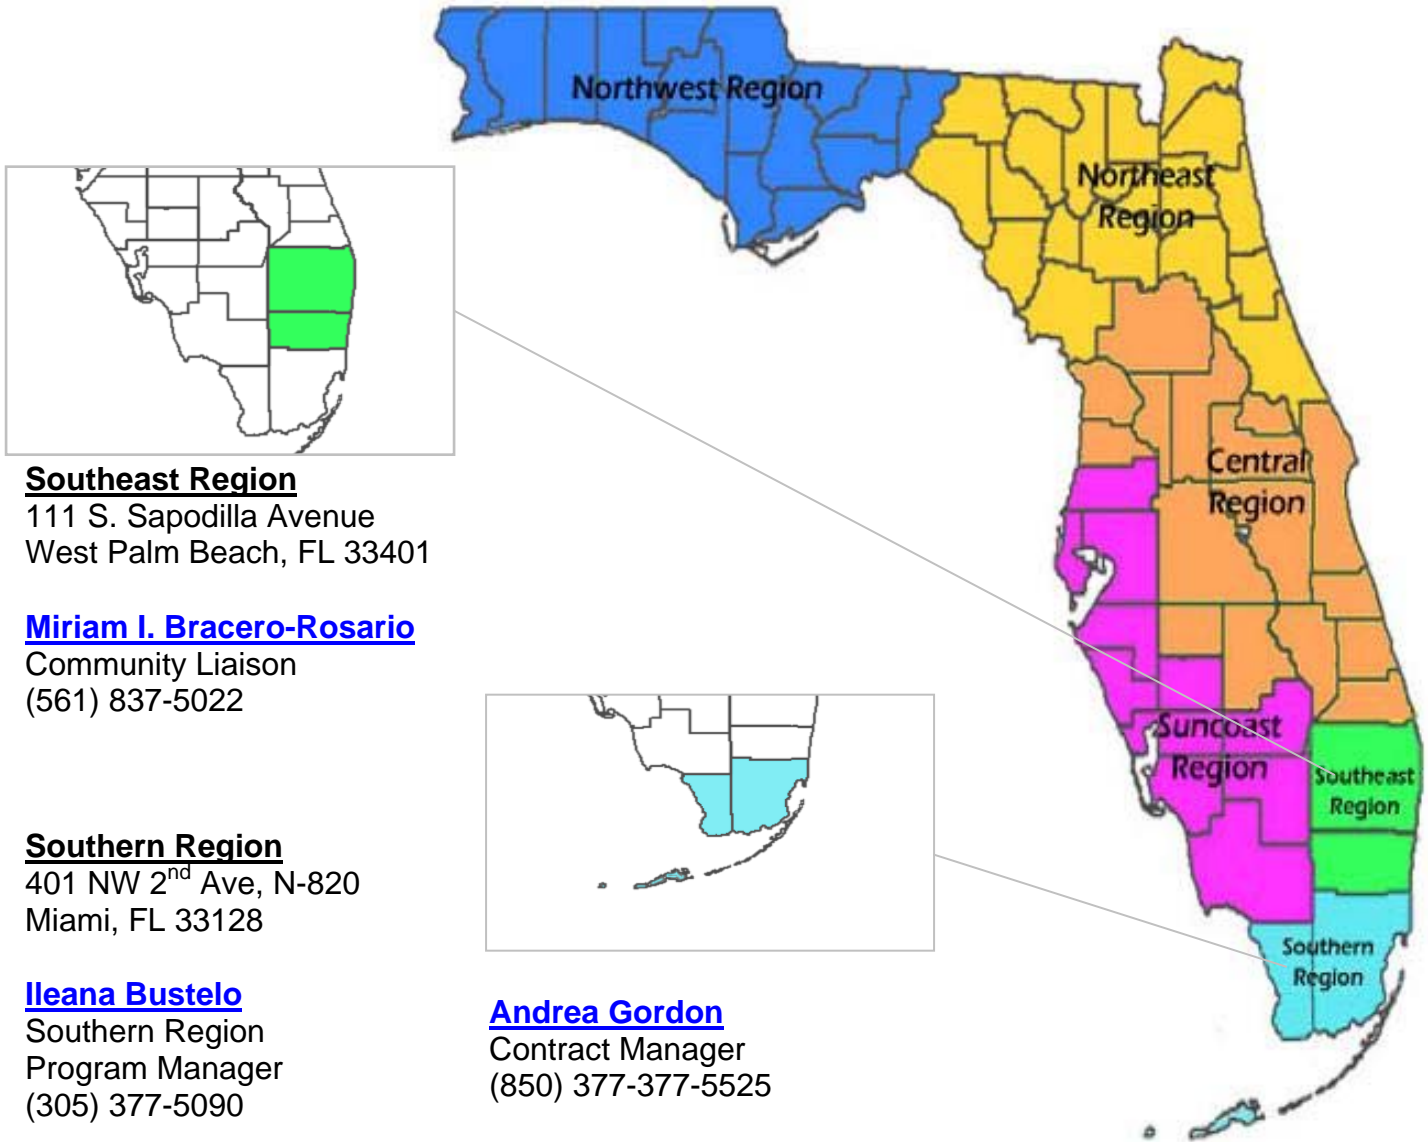 Northwest Region
Northeast
Region
Central
Region
Suncoast
Region
Southeast
Region
Southern
Region
Southeast Region
111 S. Sapodilla Avenue
West Palm Beach, FL 33401
Miriam I. Bracero-Rosario
Community Liaison
(561) 837-5022
Southern Region
401 NW 2nd Ave, N-820
Miami, FL 33128
Ileana Bustelo
Southern Region
Program Manager
(305) 377-5090
Andrea Gordon
Contract Manager
(850) 377-377-5525